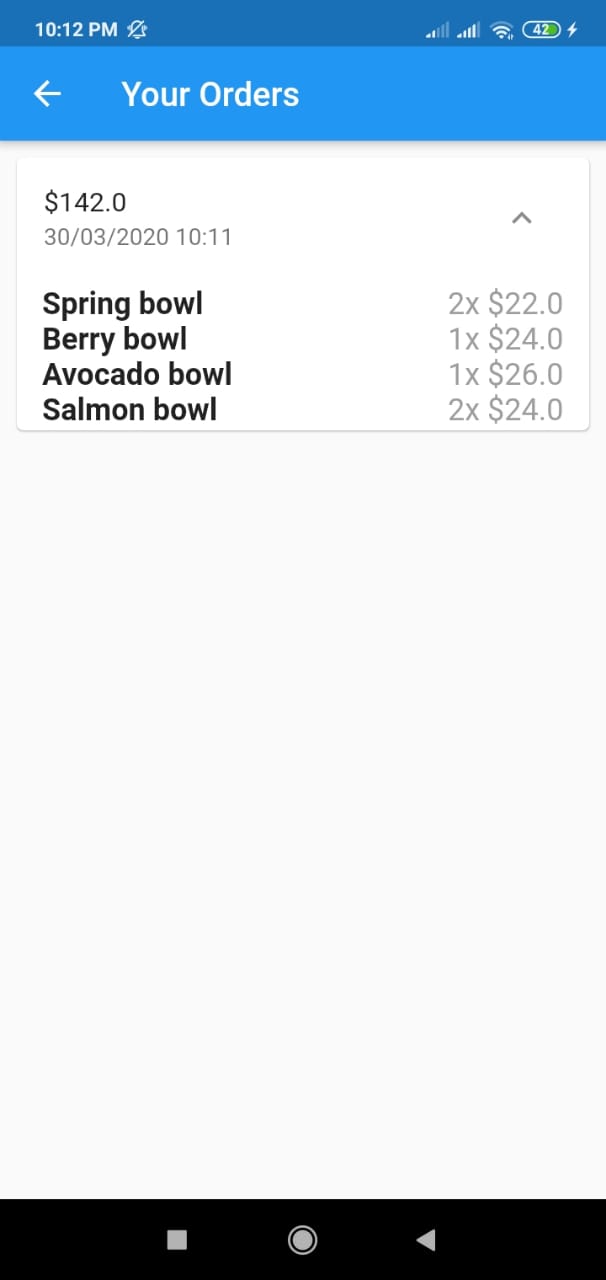 10:12 PM 42
Your Orders
$142.0
30/03/2020 10:11
Spring bowl 2x $22.0
Berry bowl 1x $24.0
Avocado bowl 1x $26.0
Salmon bowl 2x $24.0